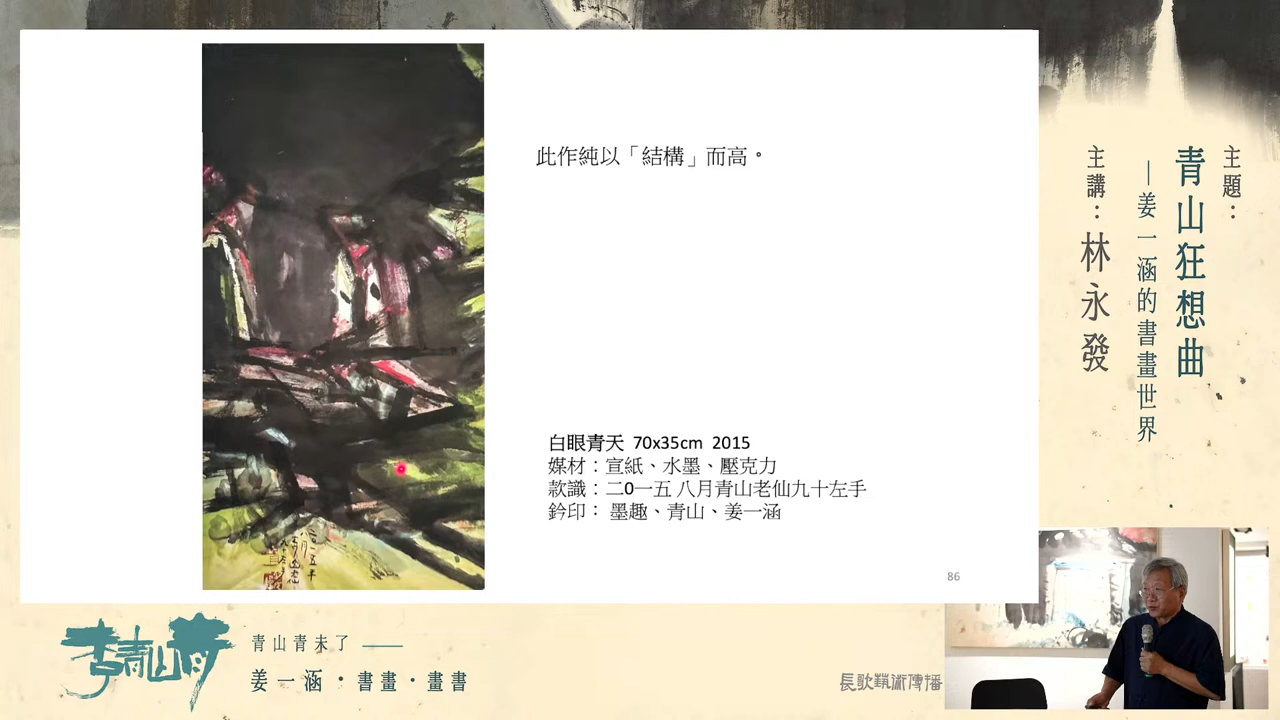 此作純以「結構」而高。
白眼青天 70x35cm 2015
媒材：宣紙、水墨、壓克力
款識：二0一五 八月青山老仙九十左手
鈐印： 墨趣、青山、姜一涵
86
主題：
青山狂想曲
—姜一涵的書畫世界
主講：林永發
青山青未了——
姜一涵・書畫・畫書
長歌藝術傳播